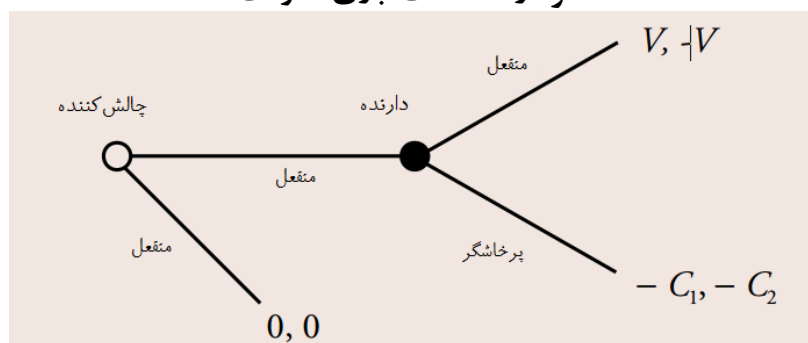 منفعل
V, -V
چالش‌کننده
دارنده
منفعل
منفعل
پرخاشگر
0, 0
− C₁, − C₂